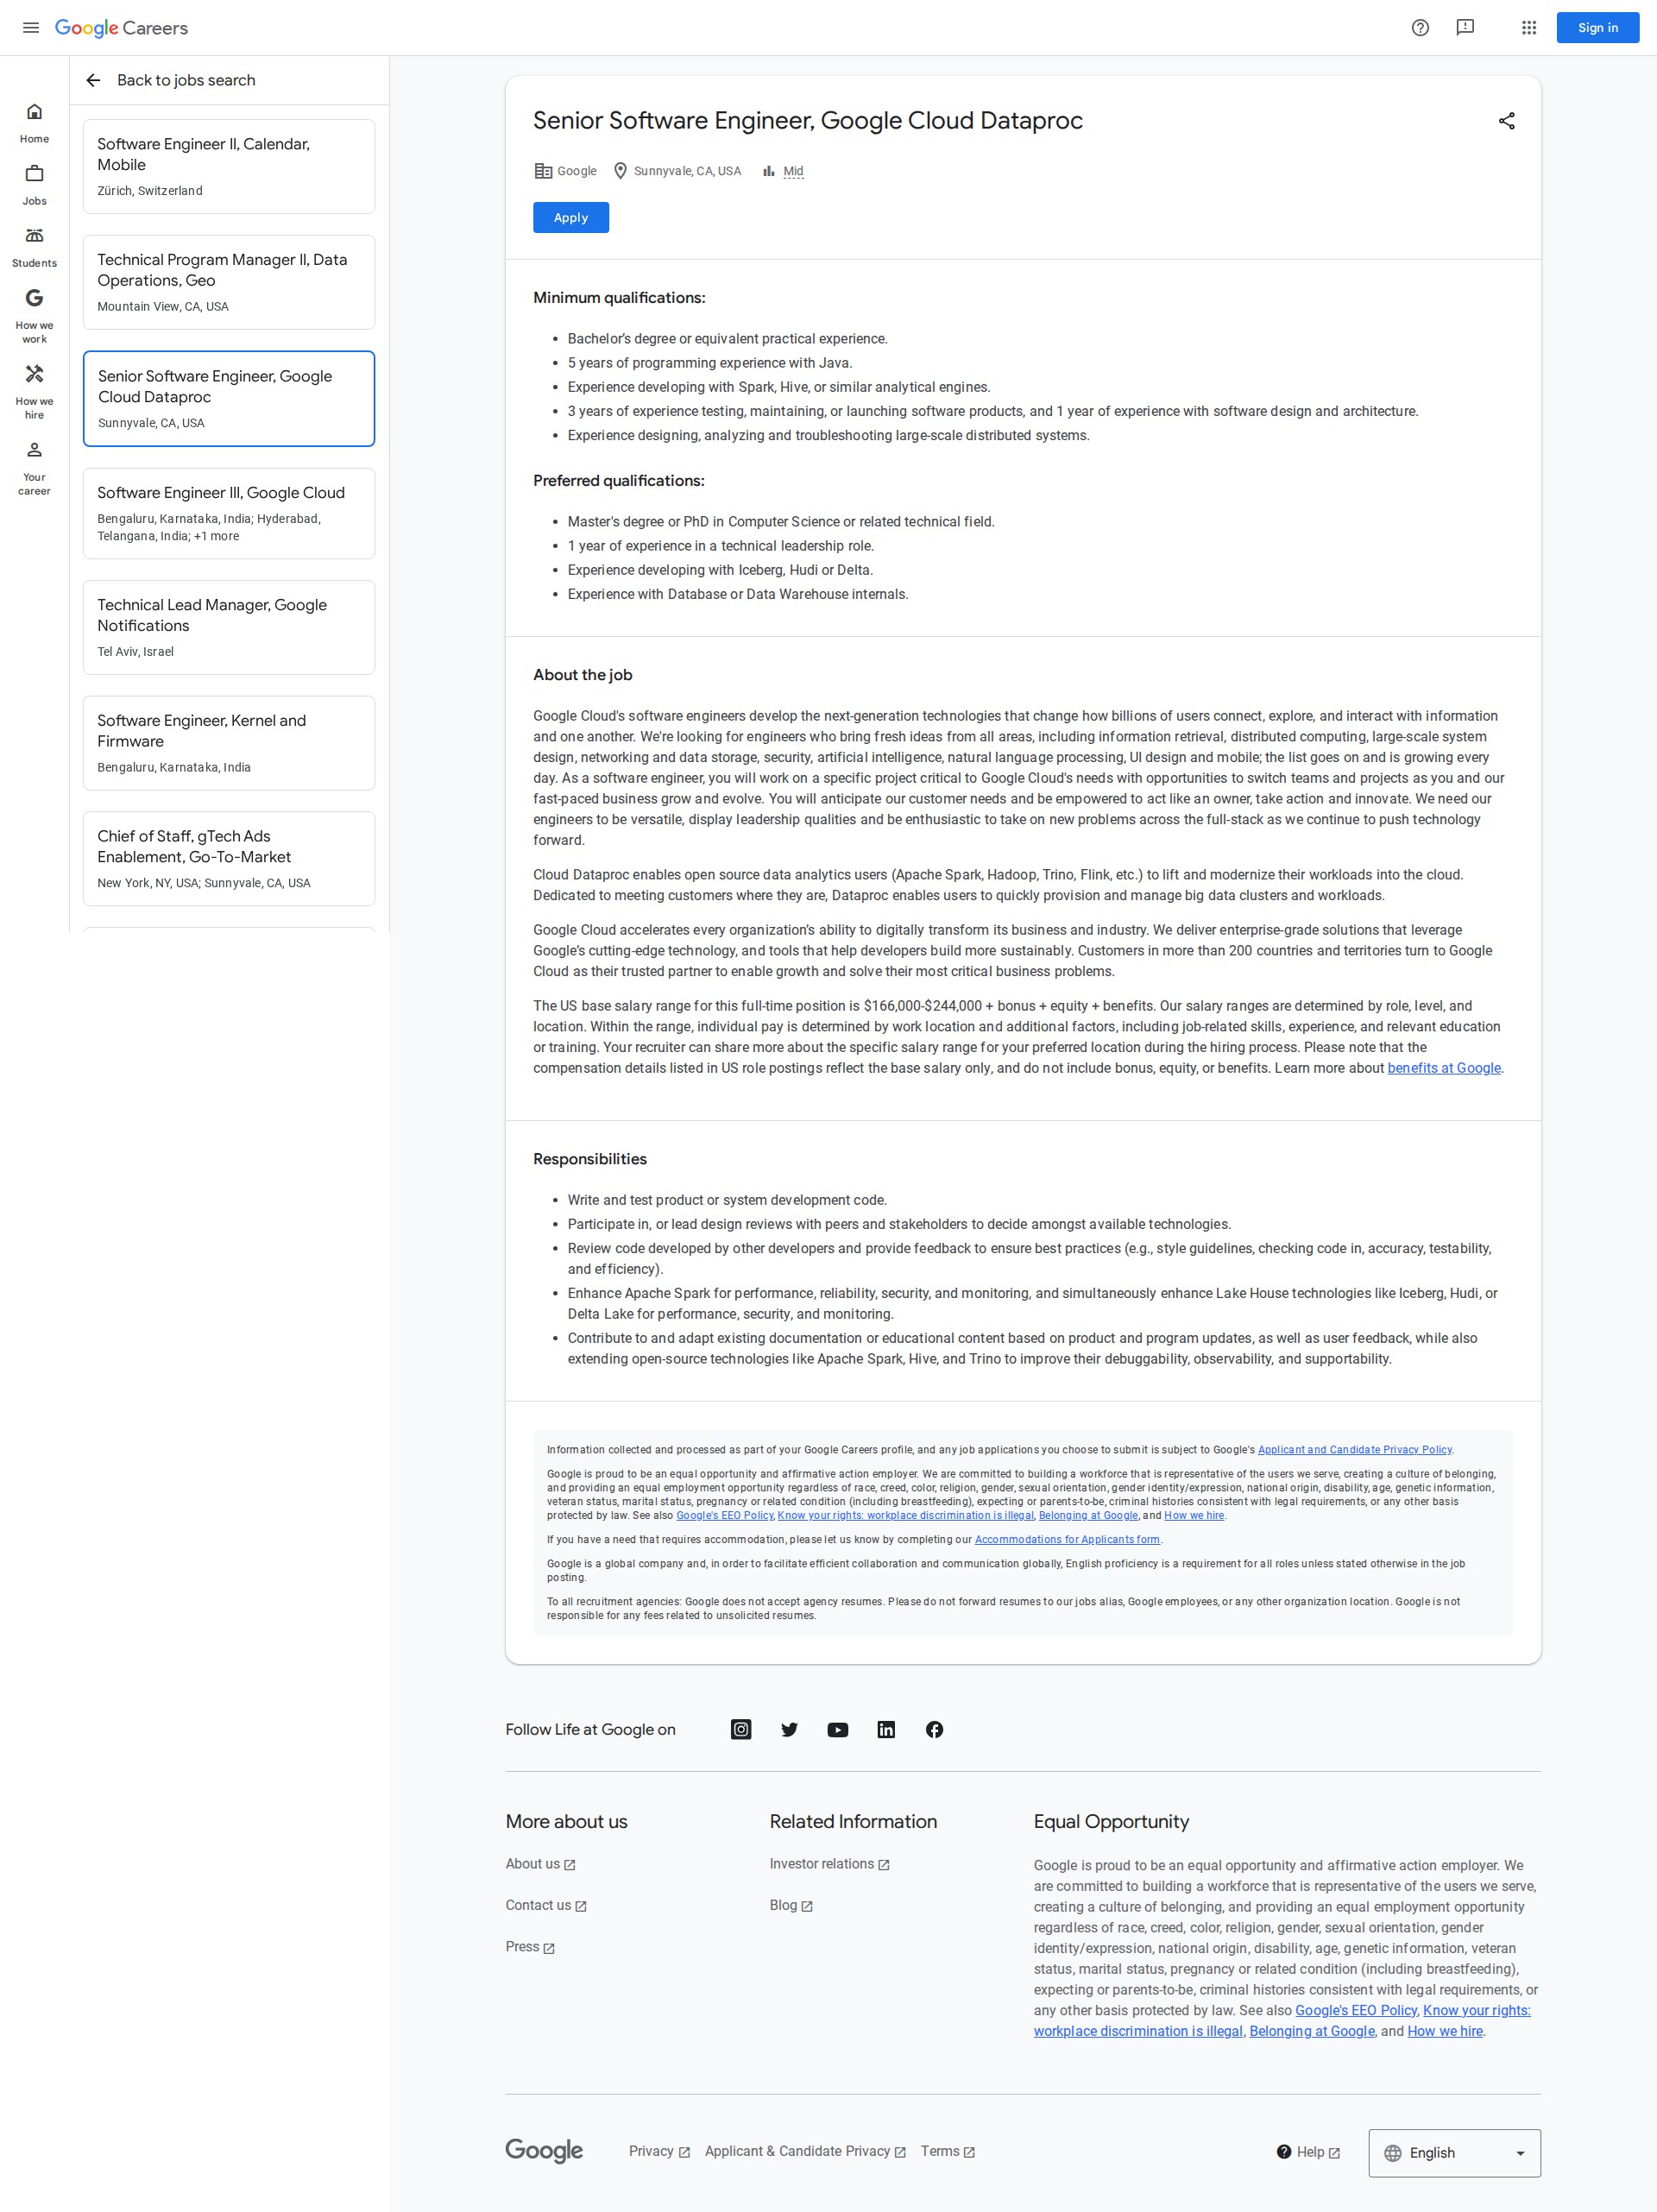 Google Careers
Sign in
Home
Jobs
Students
How we
work
How we
hire
Your
career
Back to jobs search
Software Engineer II, Calendar,
Mobile
Zürich, Switzerland
Technical Program Manager II, Data
Operations, Geo
Mountain View, CA, USA
Senior Software Engineer, Google
Cloud Dataproc
Sunnyvale, CA, USA
Software Engineer III, Google Cloud
Bengaluru, Karnataka, India; Hyderabad,
Telangana, India; +1 more
Technical Lead Manager, Google
Notifications
Tel Aviv, Israel
Software Engineer, Kernel and
Firmware
Bengaluru, Karnataka, India
Chief of Staff, gTech Ads
Enablement, Go-To-Market
New York, NY, USA; Sunnyvale, CA, USA
Senior Software Engineer, Google Cloud Dataproc
Google Sunnyvale, CA, USA Mid
Apply
Minimum qualifications:
• Bachelor’s degree or equivalent practical experience.
• 5 years of programming experience with Java.
• Experience developing with Spark, Hive, or similar analytical engines.
• 3 years of experience testing, maintaining, or launching software products, and 1 year of experience with software design and architecture.
• Experience designing, analyzing and troubleshooting large-scale distributed systems.
Preferred qualifications:
• Master's degree or PhD in Computer Science or related technical field.
• 1 year of experience in a technical leadership role.
• Experience developing with Iceberg, Hudi or Delta.
• Experience with Database or Data Warehouse internals.
About the job
Google Cloud's software engineers develop the next-generation technologies that change how billions of users connect, explore, and interact with information
and one another. We're looking for engineers who bring fresh ideas from all areas, including information retrieval, distributed computing, large-scale system
design, networking and data storage, security, artificial intelligence, natural language processing, UI design and mobile; the list goes on and is growing every
day. As a software engineer, you will work on a specific project critical to Google Cloud's needs with opportunities to switch teams and projects as you and our
fast-paced business grow and evolve. You will anticipate our customer needs and be empowered to act like an owner, take action and innovate. We need our
engineers to be versatile, display leadership qualities and be enthusiastic to take on new problems across the full-stack as we continue to push technology
forward.
Cloud Dataproc enables open source data analytics users (Apache Spark, Hadoop, Trino, Flink, etc.) to lift and modernize their workloads into the cloud.
Dedicated to meeting customers where they are, Dataproc enables users to quickly provision and manage big data clusters and workloads.
Google Cloud accelerates every organization’s ability to digitally transform its business and industry. We deliver enterprise-grade solutions that leverage
Google’s cutting-edge technology, and tools that help developers build more sustainably. Customers in more than 200 countries and territories turn to Google
Cloud as their trusted partner to enable growth and solve their most critical business problems.
The US base salary range for this full-time position is $166,000-$244,000 + bonus + equity + benefits. Our salary ranges are determined by role, level, and
location. Within the range, individual pay is determined by work location and additional factors, including job-related skills, experience, and relevant education
or training. Your recruiter can share more about the specific salary range for your preferred location during the hiring process. Please note that the
compensation details listed in US role postings reflect the base salary only, and do not include bonus, equity, or benefits. Learn more about benefits at Google.
Responsibilities
• Write and test product or system development code.
• Participate in, or lead design reviews with peers and stakeholders to decide amongst available technologies.
• Review code developed by other developers and provide feedback to ensure best practices (e.g., style guidelines, checking code in, accuracy, testability,
and efficiency).
• Enhance Apache Spark for performance, reliability, security, and monitoring, and simultaneously enhance Lake House technologies like Iceberg, Hudi, or
Delta Lake for performance, security, and monitoring.
• Contribute to and adapt existing documentation or educational content based on product and program updates, as well as user feedback, while also
extending open-source technologies like Apache Spark, Hive, and Trino to improve their debuggability, observability, and supportability.
Information collected and processed as part of your Google Careers profile, and any job applications you choose to submit is subject to Google's Applicant and Candidate Privacy Policy.
Google is proud to be an equal opportunity and affirmative action employer. We are committed to building a workforce that is representative of the users we serve, creating a culture of belonging,
and providing an equal employment opportunity regardless of race, creed, color, religion, gender, sexual orientation, gender identity/expression, national origin, disability, age, genetic information,
veteran status, marital status, pregnancy or related condition (including breastfeeding), expecting or parents-to-be, criminal histories consistent with legal requirements, or any other basis
protected by law. See also Google's EEO Policy, Know your rights: workplace discrimination is illegal, Belonging at Google, and How we hire.
If you have a need that requires accommodation, please let us know by completing our Accommodations for Applicants form.
Google is a global company and, in order to facilitate efficient collaboration and communication globally, English proficiency is a requirement for all roles unless stated otherwise in the job
posting.
To all recruitment agencies: Google does not accept agency resumes. Please do not forward resumes to our jobs alias, Google employees, or any other organization location. Google is not
responsible for any fees related to unsolicited resumes.
Follow Life at Google on
More about us
About us
Contact us
Press
Related Information
Investor relations
Blog
Equal Opportunity
Google is proud to be an equal opportunity and affirmative action employer. We
are committed to building a workforce that is representative of the users we serve,
creating a culture of belonging, and providing an equal employment opportunity
regardless of race, creed, color, religion, gender, sexual orientation, gender
identity/expression, national origin, disability, age, genetic information, veteran
status, marital status, pregnancy or related condition (including breastfeeding),
expecting or parents-to-be, criminal histories consistent with legal requirements, or
any other basis protected by law. See also Google's EEO Policy, Know your rights:
workplace discrimination is illegal, Belonging at Google, and How we hire.
Google Privacy Applicant & Candidate Privacy Terms Help English